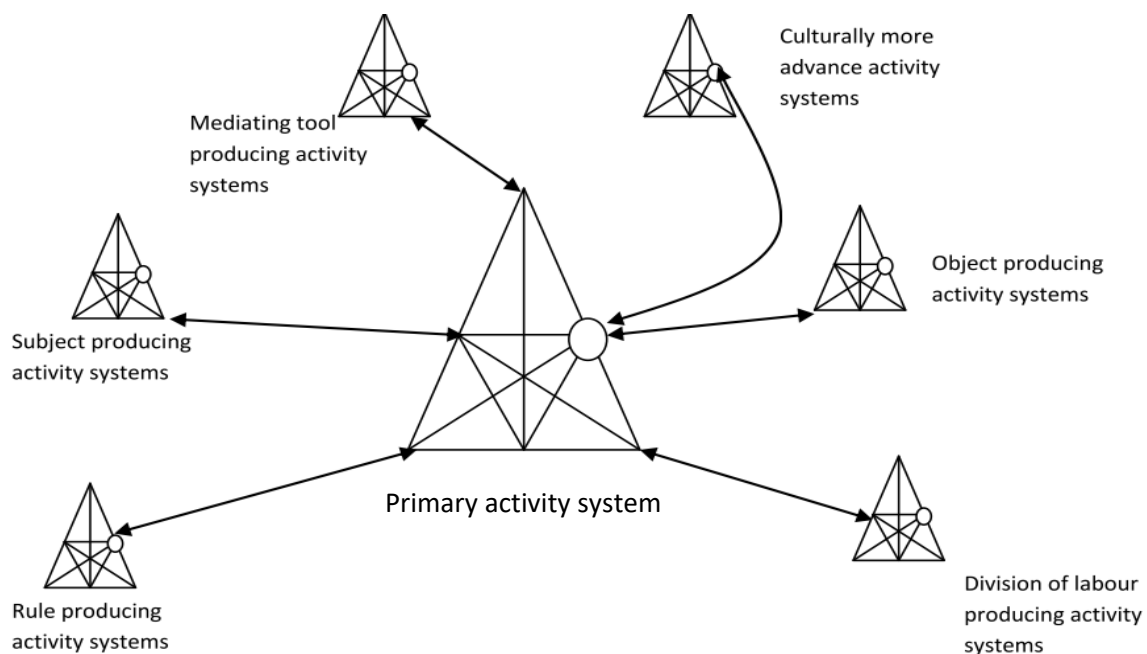 Culturally more
advance activity
systems
Mediating tool
producing activity
systems
Object producing
activity systems
Subject producing
activity systems
Primary activity system
Rule producing
activity systems
Division of labour
producing activity
systems